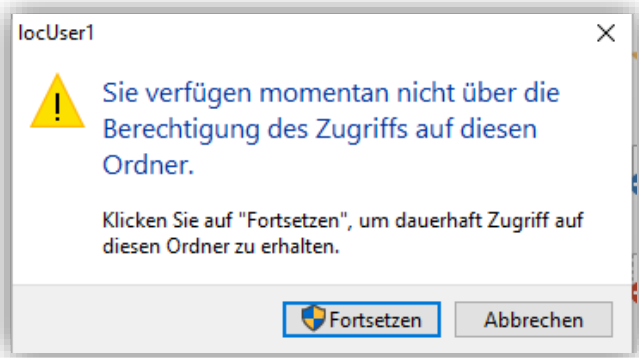 locUser1
Sie verfügen momentan nicht über die
Berechtigung des Zugriffs auf diesen
Ordner.
Klicken Sie auf "Fortsetzen", um dauerhaft Zugriff auf
diesen Ordner zu erhalten.
Fortsetzen
Abbrechen